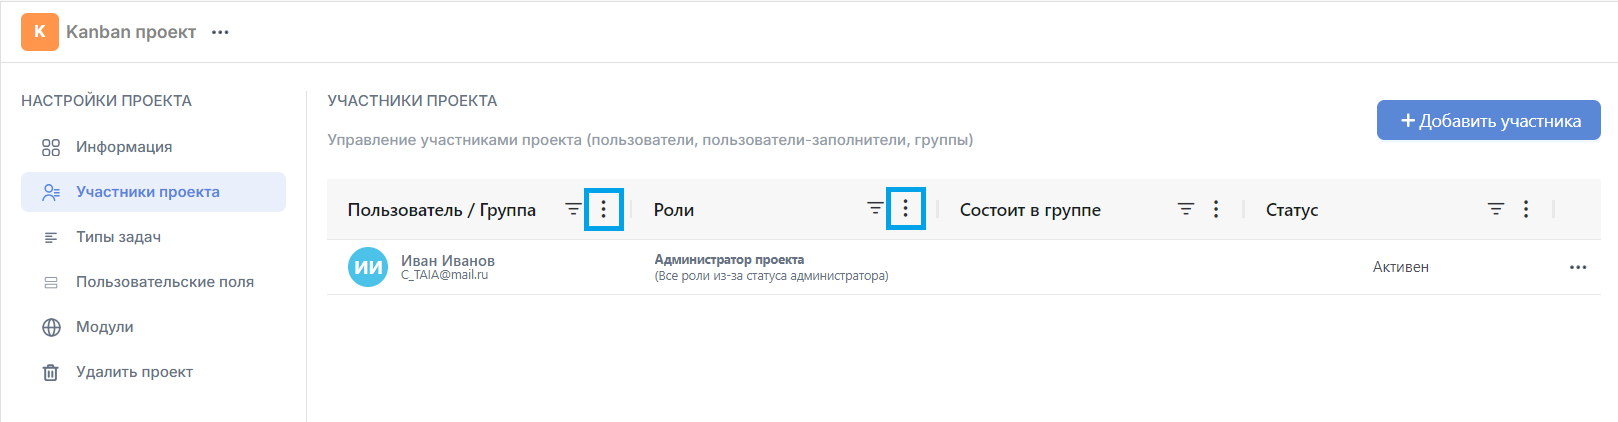 K Kanban проект
НАСТРОЙКИ ПРОЕКТА
Информация
Участники проекта
Типы задач
Пользовательские поля
Модули
Удалить проект
УЧАСТНИКИ ПРОЕКТА
Управление участниками проекта (пользователи, пользователи-заполнители, группы)
+ Добавить участника
Пользователь / Группа Роли Состоит в группе Статус
ИИ Иван Иванов
C_TAIA@mail.ru
Администратор проекта
(Все роли из-за статуса администратора)
Активен